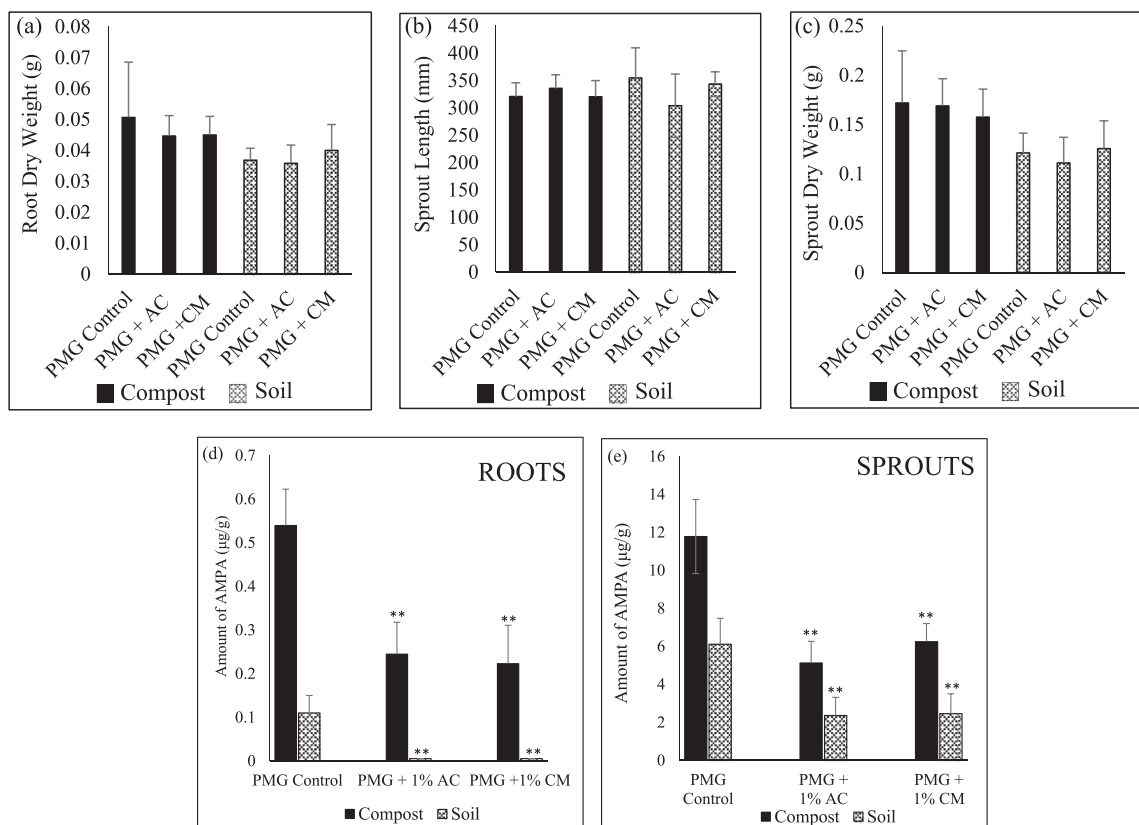 (a)
Root Dry Weight (g)
0.08
0.07
0.06
0.05
0.04
0.03
0.02
0.01
0
PMG Control
PMG + AC
PMG +CM
PMG Control
PMG + AC
PMG + CM
Compost Soil
(b)
Sprout Length (mm)
450
400
350
300
250
200
150
100
50
0
PMG Control
PMG + AC
PMG + CM
PMG Control
PMG + AC
PMG + CM
Compost Soil
(c)
Sprout Dry Weight (g)
0.25
0.2
0.15
0.1
0.05
0
PMG Control
PMG + AC
PMG + CM
PMG Control
PMG + AC
PMG + CM
Compost Soil
(d)
ROOTS
Amount of AMPA (µg/g)
0.7
0.6
0.5
0.4
0.3
0.2
0.1
0
** **
** **
PMG Control PMG + 1% AC PMG +1% CM
Compost Soil
(e)
SPROUTS
Amount of AMPA (µg/g)
16
14
12
10
8
6
4
2
0
** **
** **
PMG PMG + PMG +
Control 1% AC 1% CM
Compost Soil